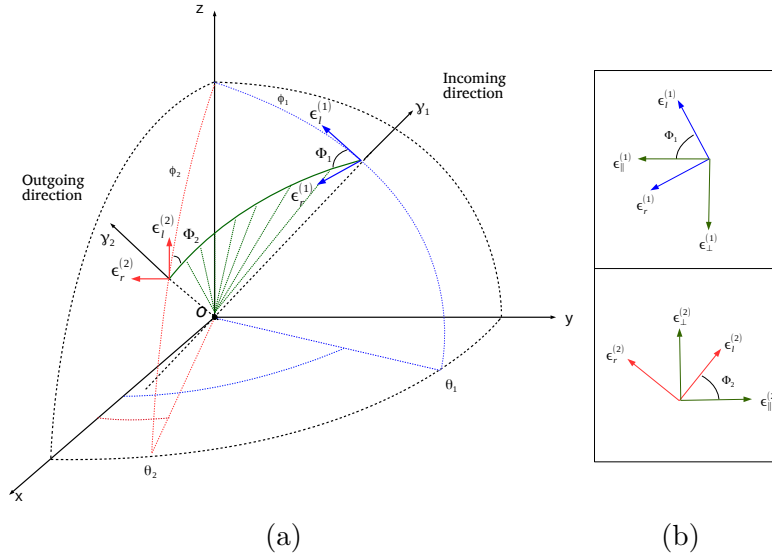 z
Incoming
direction
ϕ₁
ϵₗ⁽¹⁾
γ₁
Φ₁
ϕ₂
Outgoing
direction
ϵᵣ⁽¹⁾
γ₂
ϵₗ⁽²⁾
Φ₂
ϵᵣ⁽²⁾
O
y
θ₁
θ₂
x
(a)
ϵₗ⁽¹⁾
Φ₁
ϵ∥⁽¹⁾
ϵᵣ⁽¹⁾
ϵ⊥⁽¹⁾
ϵ⊥⁽²⁾
ϵₗ⁽²⁾
ϵᵣ⁽²⁾
Φ₂
ϵ∥⁽²
(b)